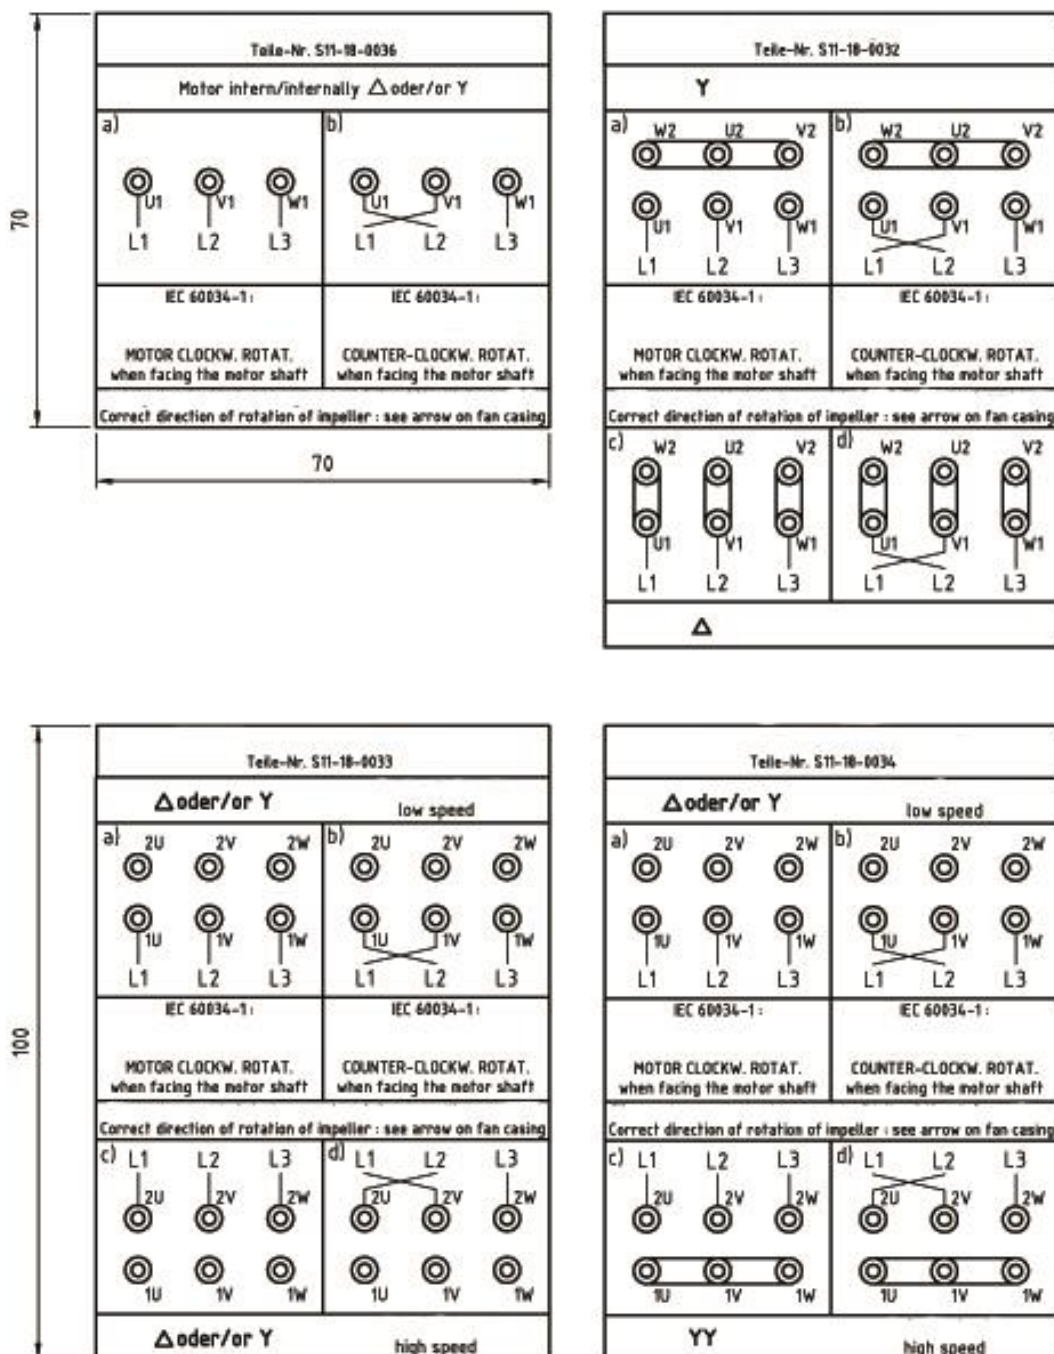 Teile-Nr. S11-18-0036
Motor intern/internally Δ oder/or Y
a) b)
U1 V1 W1 U1 V1 W1
L1 L2 L3 L1 L2 L3
IEC 60034-1: IEC 60034-1:
MOTOR CLOCKW. ROTAT. COUNTER-CLOCKW. ROTAT.
when facing the motor shaft when facing the motor shaft
Correct direction of rotation of impeller : see arrow on fan casing
70
70
Teile-Nr. S11-18-0032
Y
a) W2 U2 V2 b) W2 U2 V2
U1 V1 W1 U1 V1 W1
L1 L2 L3 L1 L2 L3
IEC 60034-1: IEC 60034-1:
MOTOR CLOCKW. ROTAT. COUNTER-CLOCKW. ROTAT.
when facing the motor shaft when facing the motor shaft
Correct direction of rotation of impeller : see arrow on fan casing
c) W2 U2 V2 d) W2 U2 V2
U1 V1 W1 U1 V1 W1
L1 L2 L3 L1 L2 L3
Δ
100
Teile-Nr. S11-18-0033
Δ oder/or Y low speed
a) 2U 2V 2W b) 2U 2V 2W
1U 1V 1W 1U 1V 1W
L1 L2 L3 L1 L2 L3
IEC 60034-1: IEC 60034-1:
MOTOR CLOCKW. ROTAT. COUNTER-CLOCKW. ROTAT.
when facing the motor shaft when facing the motor shaft
Correct direction of rotation of impeller : see arrow on fan casing
c) L1 L2 L3 d) L1 L2 L3
2U 2V 2W 2U 2V 2W
1U 1V 1W 1U 1V 1W
Δ oder/or Y high speed
Teile-Nr. S11-18-0034
Δ oder/or Y low speed
a) 2U 2V 2W b) 2U 2V 2W
1U 1V 1W 1U 1V 1W
L1 L2 L3 L1 L2 L3
IEC 60034-1: IEC 60034-1:
MOTOR CLOCKW. ROTAT. COUNTER-CLOCKW. ROTAT.
when facing the motor shaft when facing the motor shaft
Correct direction of rotation of impeller : see arrow on fan casing
c) L1 L2 L3 d) L1 L2 L3
2U 2V 2W 2U 2V 2W
1U 1V 1W 1U 1V 1W
YY high speed